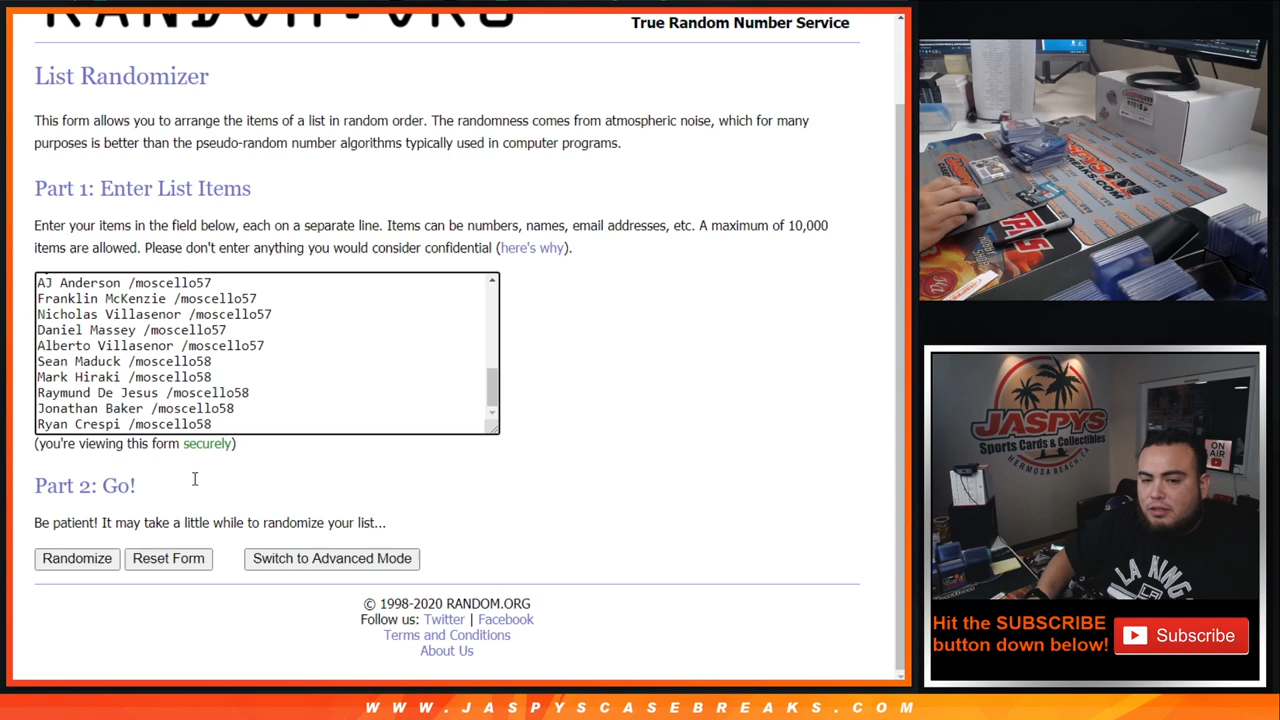 RANDOM.ORG
True Random Number Service
List Randomizer
This form allows you to arrange the items of a list in random order. The randomness comes from atmospheric noise, which for many
purposes is better than the pseudo-random number algorithms typically used in computer programs.
Part 1: Enter List Items
Enter your items in the field below, each on a separate line. Items can be numbers, names, email addresses, etc. A maximum of 10,000
items are allowed. Please don't enter anything you would consider confidential (here's why).
AJ Anderson /moscello57
Franklin McKenzie /moscello57
Nicholas Villasenor /moscello57
Daniel Massey /moscello57
Alberto Villasenor /moscello57
Sean Maduck /moscello58
Mark Hiraki /moscello58
Raymund De Jesus /moscello58
Jonathan Baker /moscello58
Ryan Crespi /moscello58
(you're viewing this form securely)
Part 2: Go!
Be patient! It may take a little while to randomize your list...
Randomize
Reset Form
Switch to Advanced Mode
© 1998-2020 RANDOM.ORG
Follow us: Twitter | Facebook
Terms and Conditions
About Us
JASPYS
CASEBREAKS.COM
JASPYS
Sports Cards & Collectibles
HERMOSA BEACH, CA
ON
AIR
LA KING
Hit the SUBSCRIBE
button down below!
Subscribe
WWW.JASPYSCASEBREAKS.COM